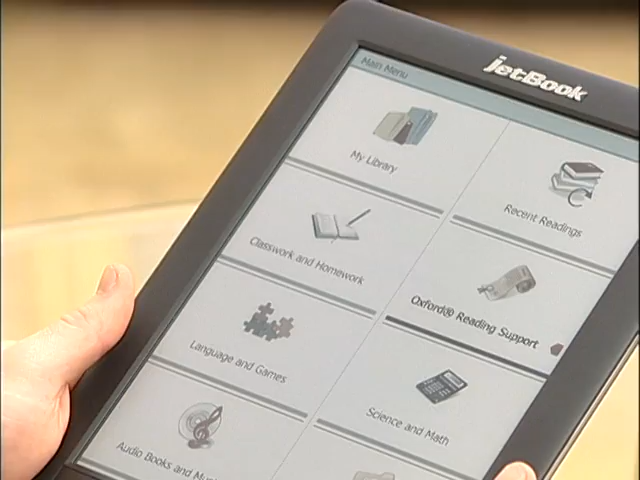 jetBook
Main Menu
My Library
Recent Readings
Classwork and Homework
Oxford® Reading Support
Language and Games
Science and Math
Audio Books and